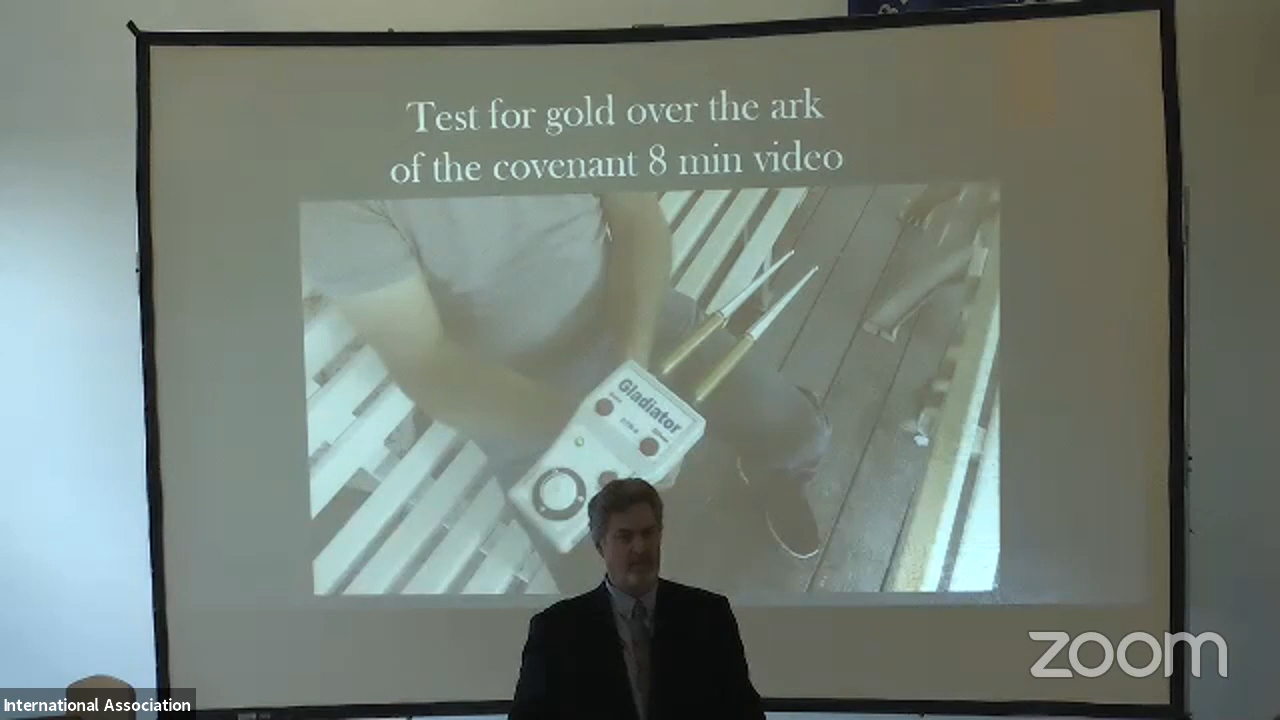 Test for gold over the ark
of the covenant 8 min video
Gladiator
zoom
International Association